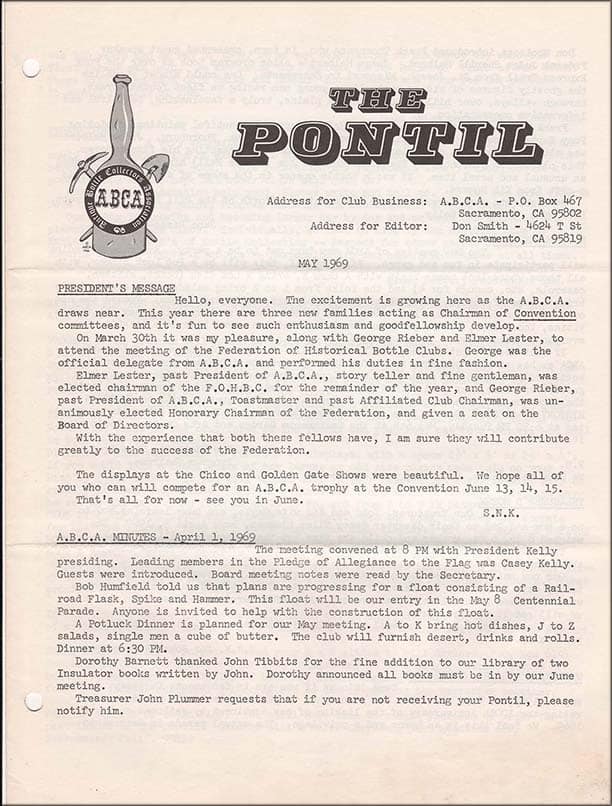 THE
PONTIL
Antique Bottle Collectors Association
A.B.C.A
Address for Club Business: A.B.C.A. - P.O. Box 467
Sacramento, CA 95802
Address for Editor: Don Smith - 4624 T St
Sacramento, CA 95819
MAY 1969
PRESIDENT'S MESSAGE
Hello, everyone. The excitement is growing here as the A.B.C.A.
draws near. This year there are three new families acting as Chairman of Convention
committees, and it's fun to see such enthusiasm and goodfellowship develop.
On March 30th it was my pleasure, along with George Rieber and Elmer Lester, to
attend the meeting of the Federation of Historical Bottle Clubs. George was the
official delegate from A.B.C.A. and performed his duties in fine fashion.
Elmer Lester, past President of A.B.C.A., story teller and fine gentleman, was
elected chairman of the F.O.H.B.C. for the remainder of the year, and George Rieber,
past President of A.B.C.A., Toastmaster and past Affiliated Club Chairman, was un-
animously elected Honorary Chairman of the Federation, and given a seat on the
Board of Directors.
With the experience that both these fellows have, I am sure they will contribute
greatly to the success of the Federation.
The displays at the Chico and Golden Gate Shows were beautiful. We hope all of
you who can will compete for an A.B.C.A. trophy at the Convention June 13, 14, 15.
That's all for now - see you in June.
S.N.K.
A.B.C.A. MINUTES - April 1, 1969
The meeting convened at 8 PM with President Kelly
presiding. Leading members in the Pledge of Allegiance to the Flag was Casey Kelly.
Guests were introduced. Board meeting notes were read by the Secretary.
Bob Humfield told us that plans are progressing for a float consisting of a Rail-
road Flask, Spike and Hammer. This float will be our entry in the May 8 Centennial
Parade. Anyone is invited to help with the construction of this float.
A Potluck Dinner is planned for our May meeting. A to K bring hot dishes, J to Z
salads, single men a cube of butter. The club will furnish desert, drinks and rolls.
Dinner at 6:30 PM.
Dorothy Barnett thanked John Tibbits for the fine addition to our library of two
Insulator books written by John. Dorothy announced all books must be in by our June
meeting.
Treasurer John Plummer requests that if you are not receiving your Pontil, please
notify him.